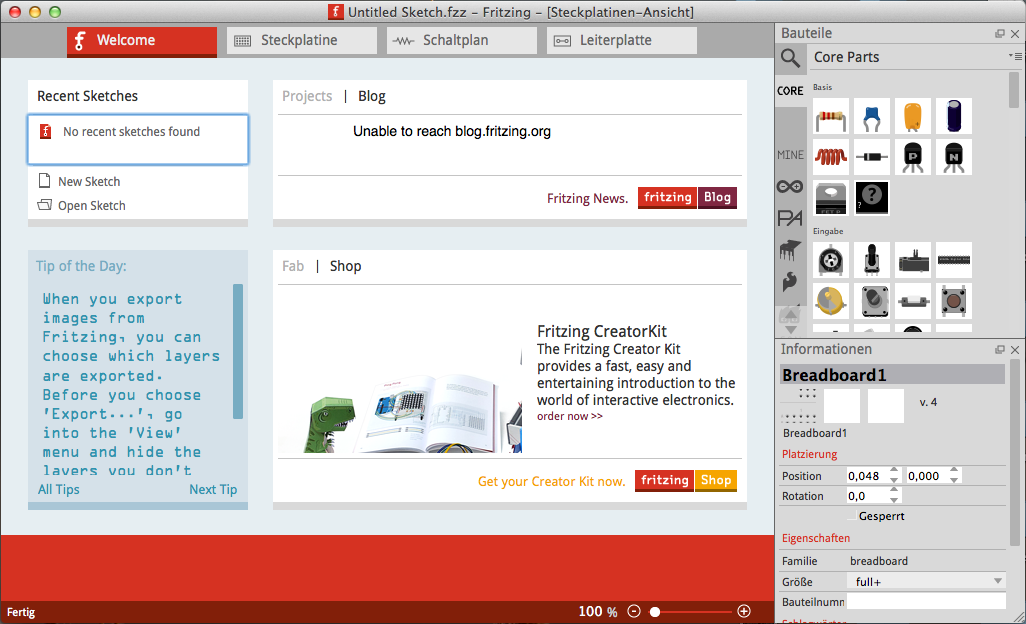 Untitled Sketch.fzz – Fritzing – [Steckplatinen-Ansicht]
Welcome
Steckplatine
Schaltplan
Leiterplatte
Recent Sketches
No recent sketches found
New Sketch
Open Sketch
Projects | Blog
Unable to reach blog.fritzing.org
Fritzing News. fritzing Blog
Tip of the Day:
When you export
images from
Fritzing, you can
choose which layers
are exported.
Before you choose
'Export...', go
into the 'View'
menu and hide the
layers you don't
All Tips Next Tip
Fab | Shop
Fritzing CreatorKit
The Fritzing Creator Kit
provides a fast, easy and
entertaining introduction to the
world of interactive electronics.
order now >>
Get your Creator Kit now. fritzing Shop
Fertig
100 %
Bauteile
Core Parts
CORE
MINE
PA
Basis
P
N
?
?
Eingabe
Informationen
Breadboard1
v. 4
Breadboard1
Platzierung
Position 0,048 0,000
Rotation 0,0
Gesperrt
Eigenschaften
Familie breadboard
Größe full+
Bauteilnumm